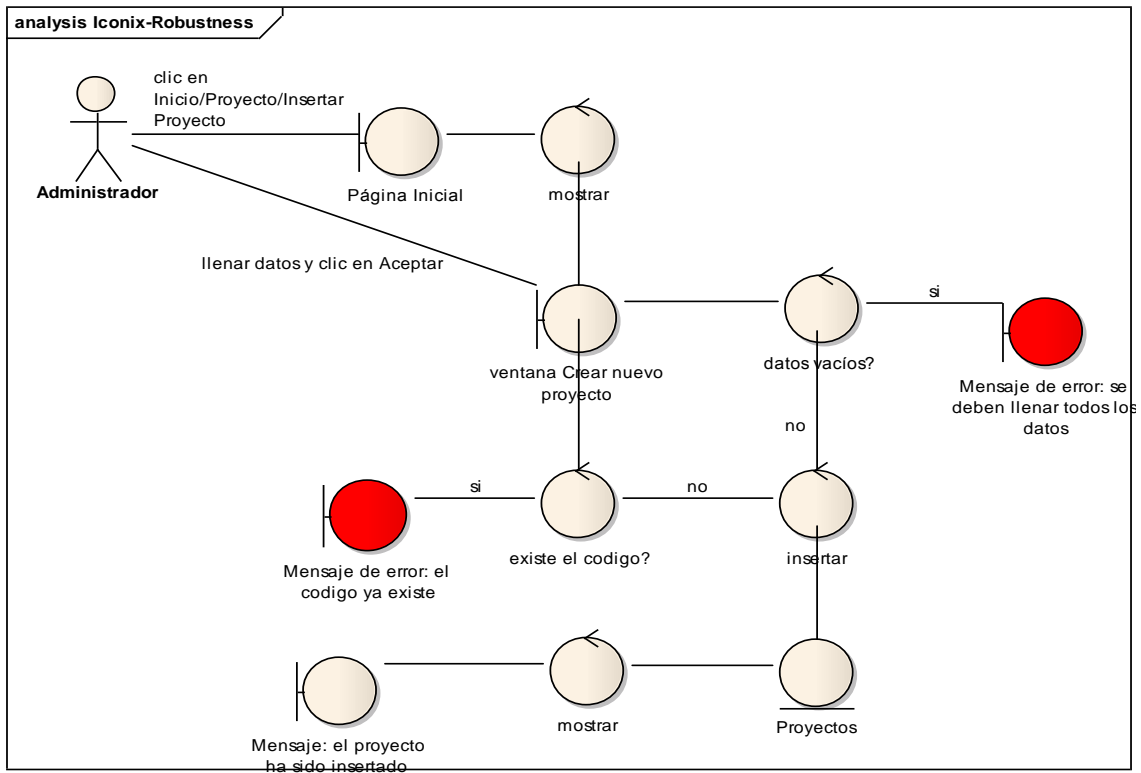 analysis Iconix-Robustness
clic en
Inicio/Proyecto/Insertar
Proyecto
Administrador
Página Inicial
mostrar
llenar datos y clic en Aceptar
si
ventana Crear nuevo
proyecto
datos vacíos?
Mensaje de error: se
deben llenar todos los
datos
no
si
no
Mensaje de error: el
codigo ya existe
existe el codigo?
insertar
Mensaje: el proyecto
ha sido insertado
mostrar
Proyectos